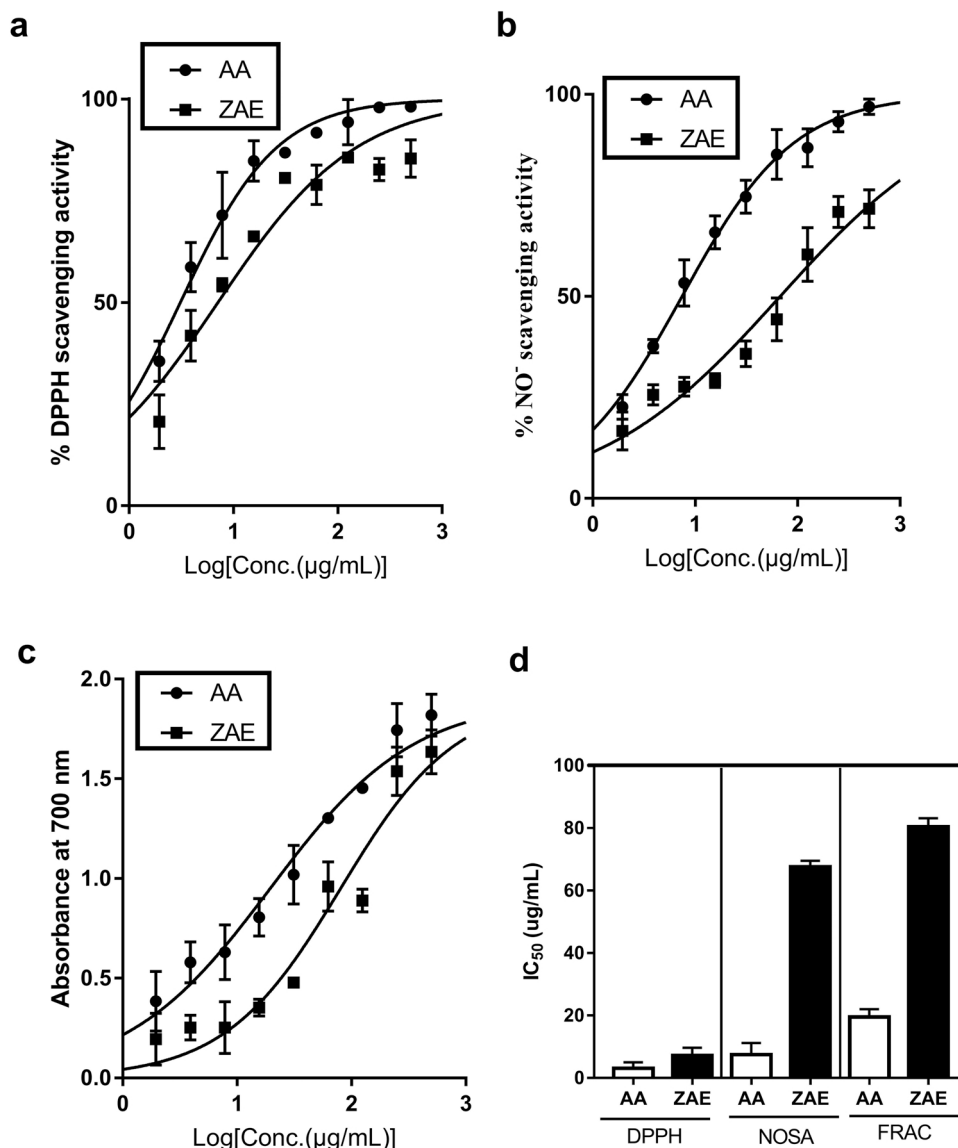 a
AA
ZAE
100
50
0
0
1
2
3
% DPPH scavenging activity
Log[Conc.(µg/mL)]
b
AA
ZAE
100
50
0
0
1
2
3
% NO⁻ scavenging activity
Log[Conc.(µg/mL)]
c
AA
ZAE
2.0
1.5
1.0
0.5
0.0
0
1
2
3
Absorbance at 700 nm
Log[Conc.(µg/mL)]
d
100
80
60
40
20
0
IC₅₀ (ug/mL)
AA ZAE AA ZAE AA ZAE
DPPH NOSA FRAC